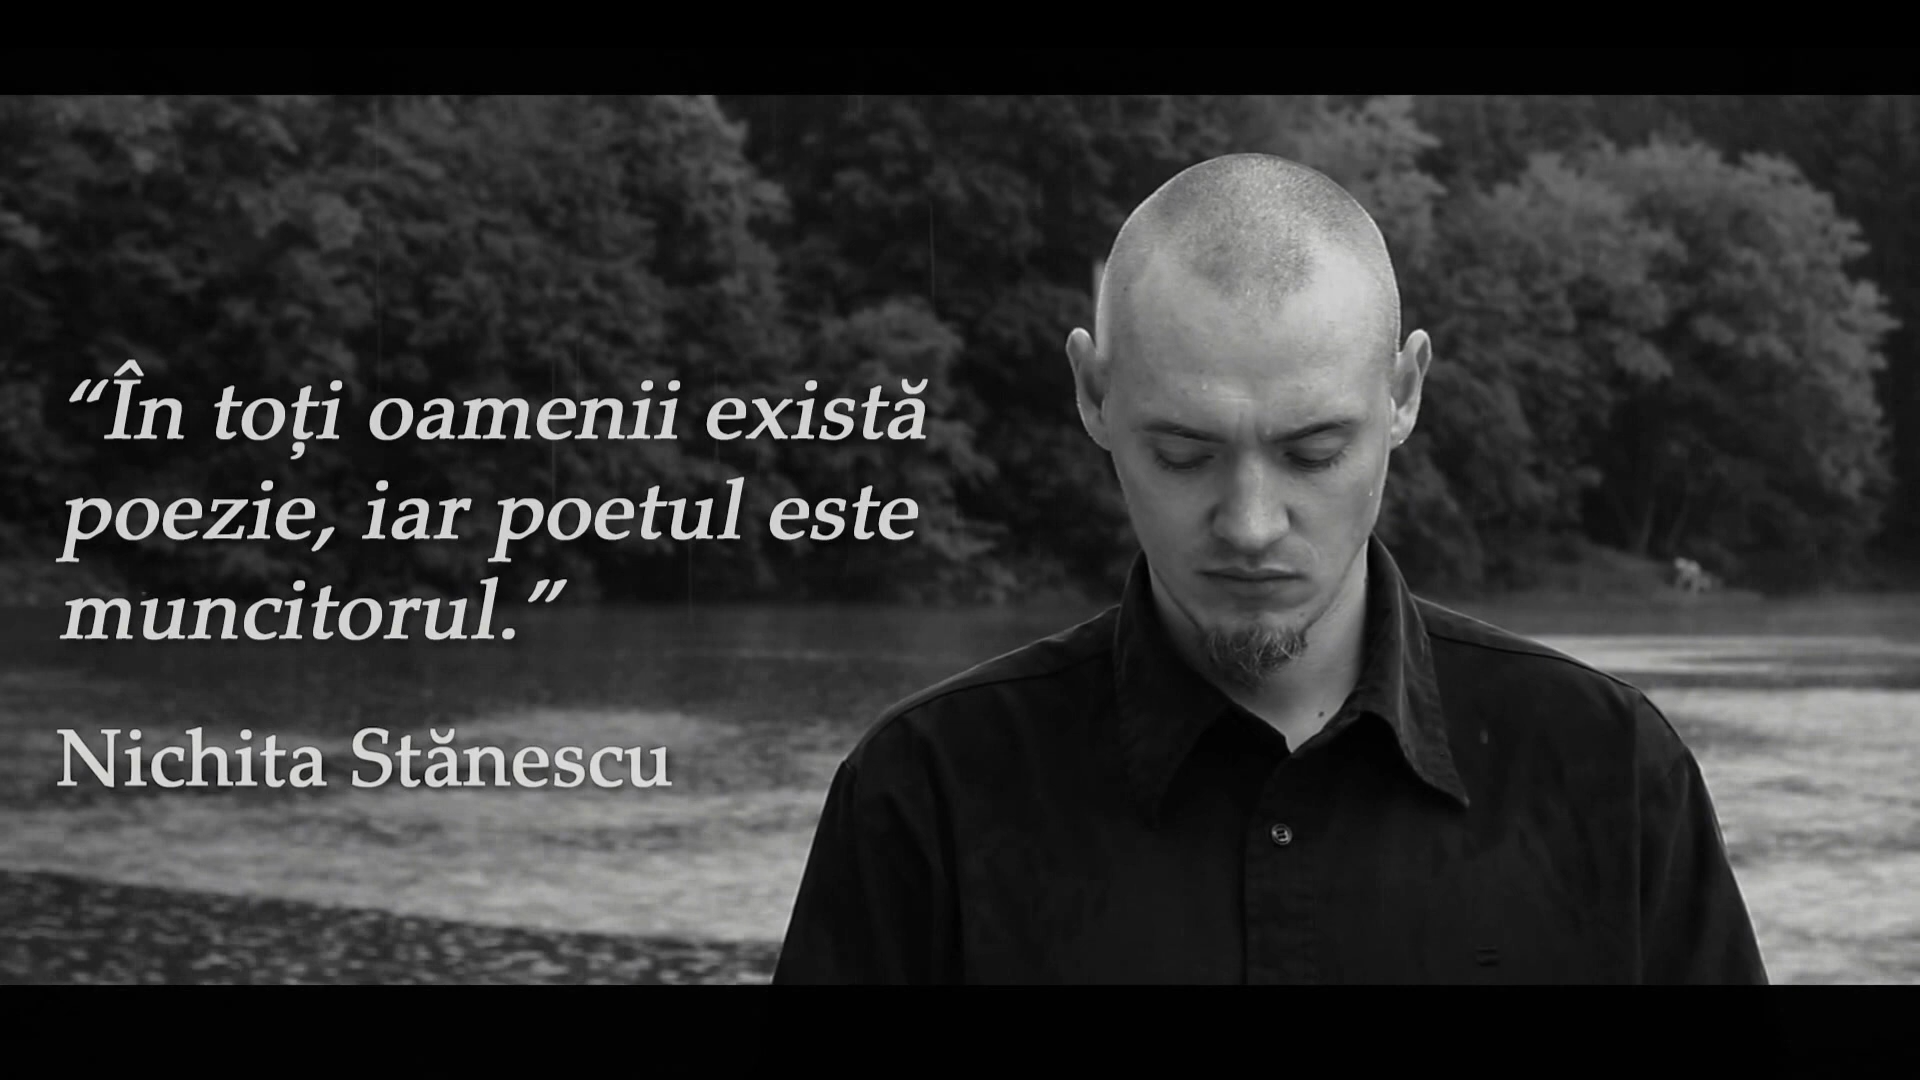 “În toți oamenii există
poezie, iar poetul este
muncitorul.”
Nichita Stănescu